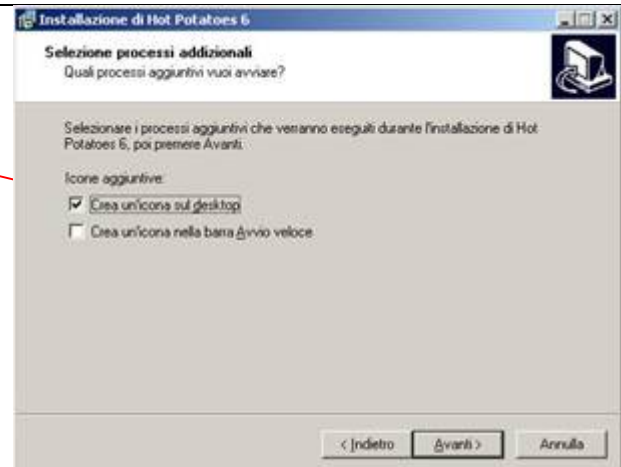 Installazione di Hot Potatoes 6
Selezione processi addizionali
Quali processi aggiuntivi vuoi avviare?
Selezionare i processi aggiuntivi che verranno eseguiti durante l'installazione di Hot
Potatoes 6, poi premere Avanti.
Icone aggiuntive:
Crea un'icona sul desktop
Crea un'icona nella barra Avvio veloce
< Indietro Avanti > Annulla